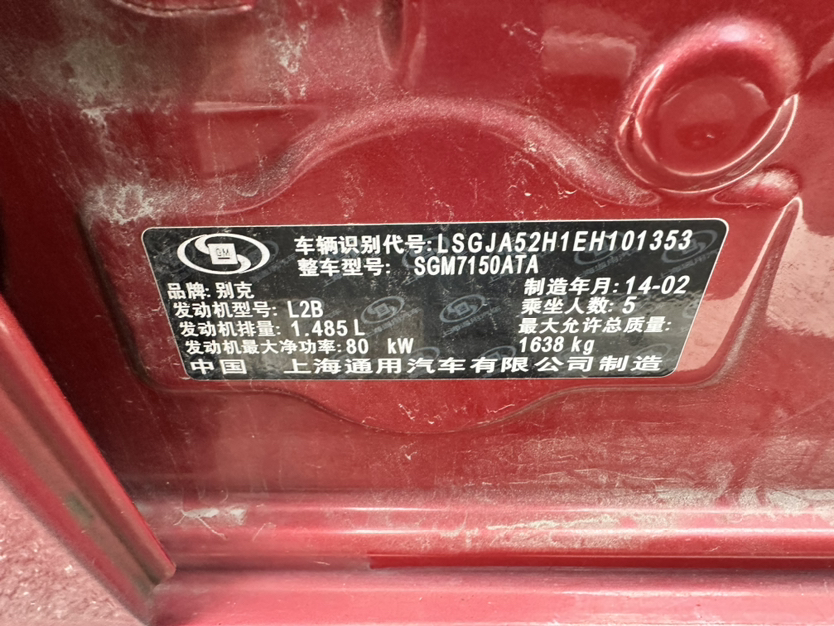 GM
车辆识别代号:LSGJA52H1EH101353
整车型号: SGM7150ATA
品牌: 别克
制造年月: 14-02
发动机型号: L2B
乘坐人数: 5
发动机排量: 1.485 L
最大允许总质量:
发动机最大净功率: 80 kW
1638 kg
中国 上海通用汽车有限公司制造